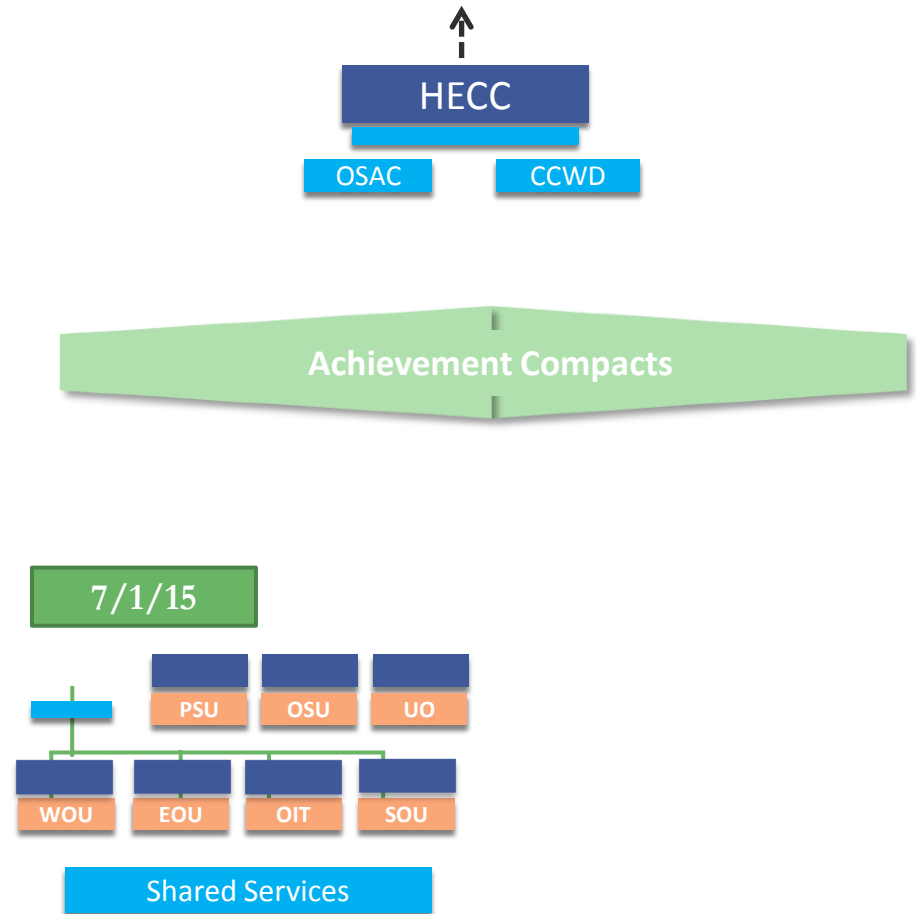 HECC
OSAC
CCWD
Achievement Compacts
7/1/15
PSU
OSU
UO
WOU
EOU
OIT
SOU
Shared Services